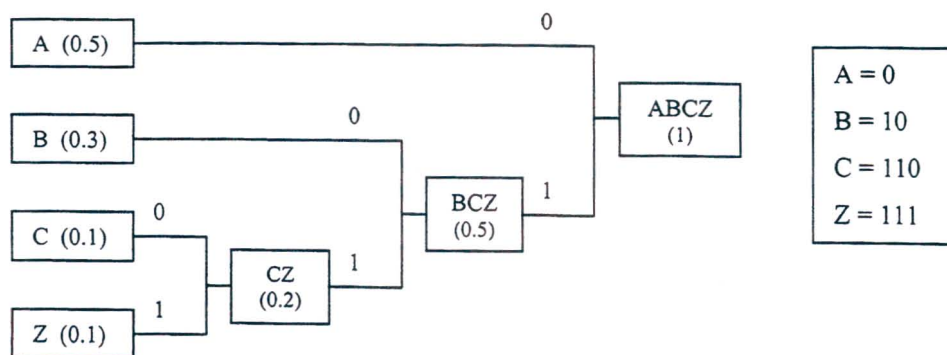 0
A (0.5)
A = 0
ABCZ
(1)
0
B (0.3)
B = 10
C = 110
BCZ
(0.5)
1
0
C (0.1)
Z = 111
CZ
(0.2)
1
1
Z (0.1)